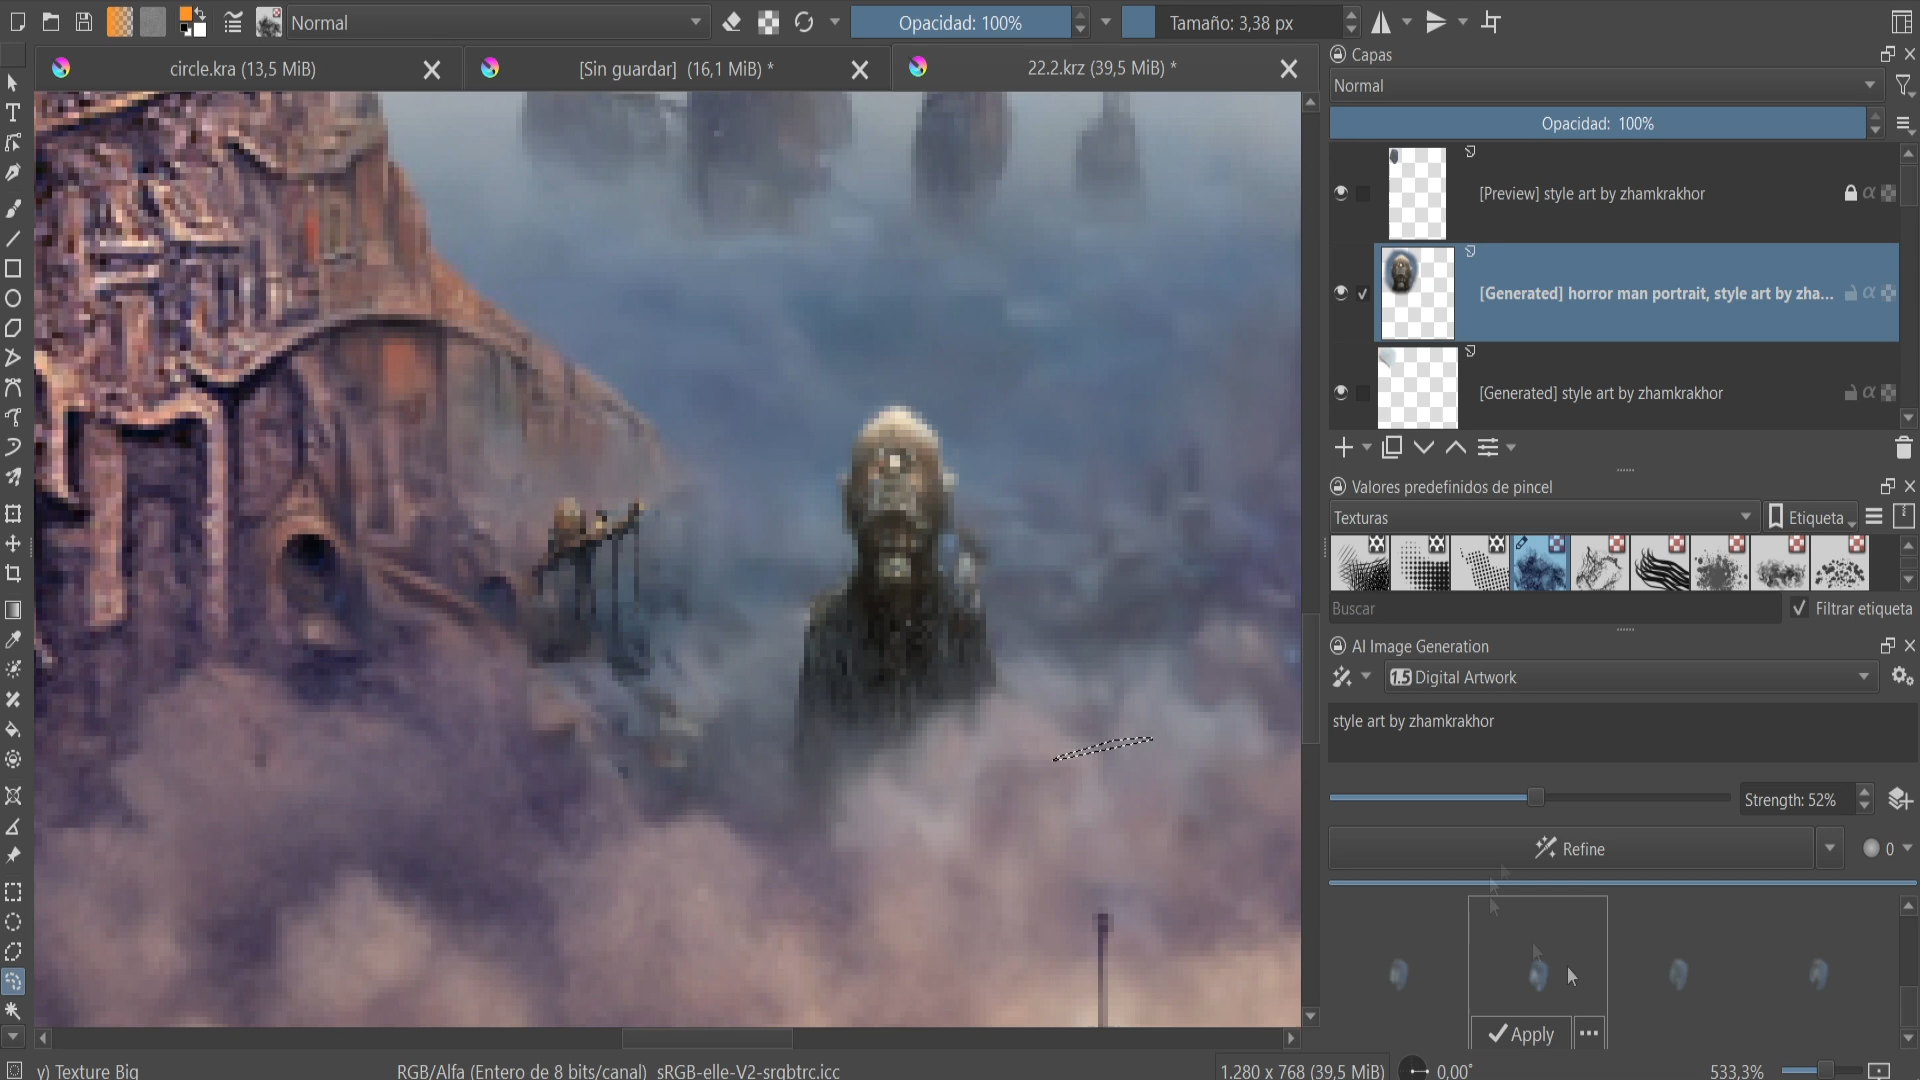 Normal
Opacidad: 100%
Tamaño: 3,38 px
circle.kra (13,5 MiB)
[Sin guardar] (16,1 MiB) *
22.2.krz (39,5 MiB) *
Capas
Normal
Opacidad: 100%
[Preview] style art by zhamkrakhor
[Generated] horror man portrait, style art by zha...
[Generated] style art by zhamkrakhor
Valores predefinidos de pincel
Texturas
Etiqueta
Buscar
Filtrar etiqueta
AI Image Generation
1.5 Digital Artwork
style art by zhamkrakhor
Strength: 52%
Refine
0
Apply
y) Texture Big
RGB/Alfa (Entero de 8 bits/canal) sRGB-elle-V2-srgbtrc.icc
1.280 x 768 (39,5 MiB)
0,00°
533,3%